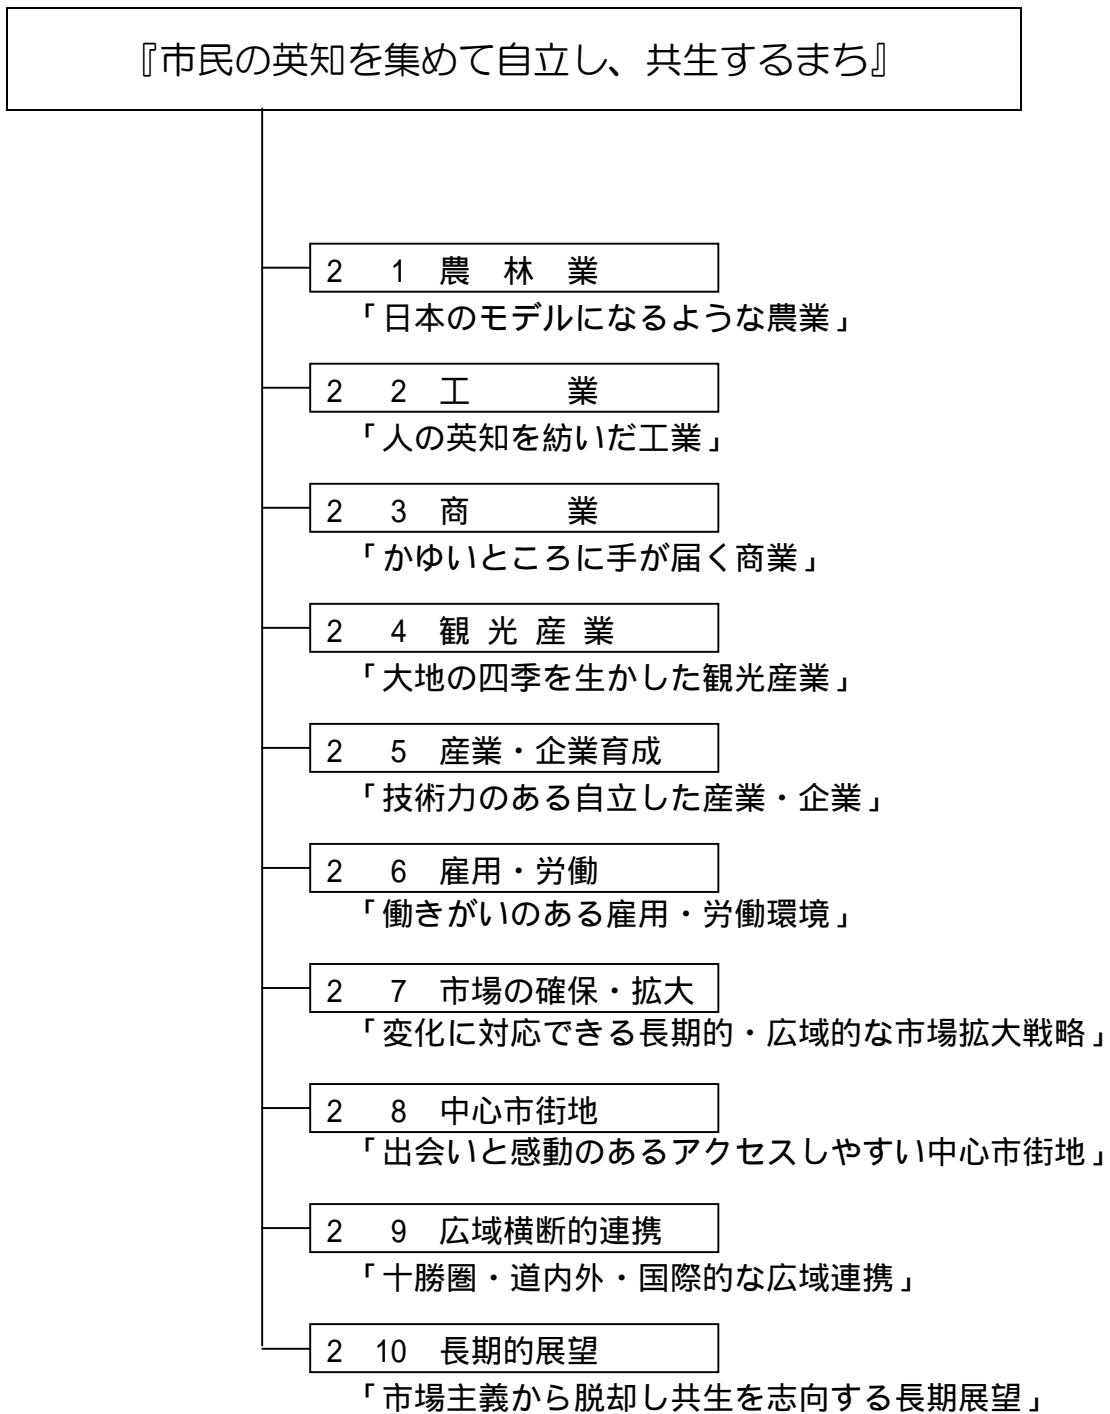 『市民の英知を集めて自立し、共生するまち』
2 1 農 林 業
「日本のモデルになるような農業」
2 2 工 業
「人の英知を紡いだ工業」
2 3 商 業
「かゆいところに手が届く商業」
2 4 観 光 産 業
「大地の四季を生かした観光産業」
2 5 産業・企業育成
「技術力のある自立した産業・企業」
2 6 雇用・労働
「働きがいのある雇用・労働環境」
2 7 市場の確保・拡大
「変化に対応できる長期的・広域的な市場拡大戦略」
2 8 中心市街地
「出会いと感動のあるアクセスしやすい中心市街地」
2 9 広域横断的連携
「十勝圏・道内外・国際的な広域連携」
2 10 長期的展望
「市場主義から脱却し共生を志向する長期展望」